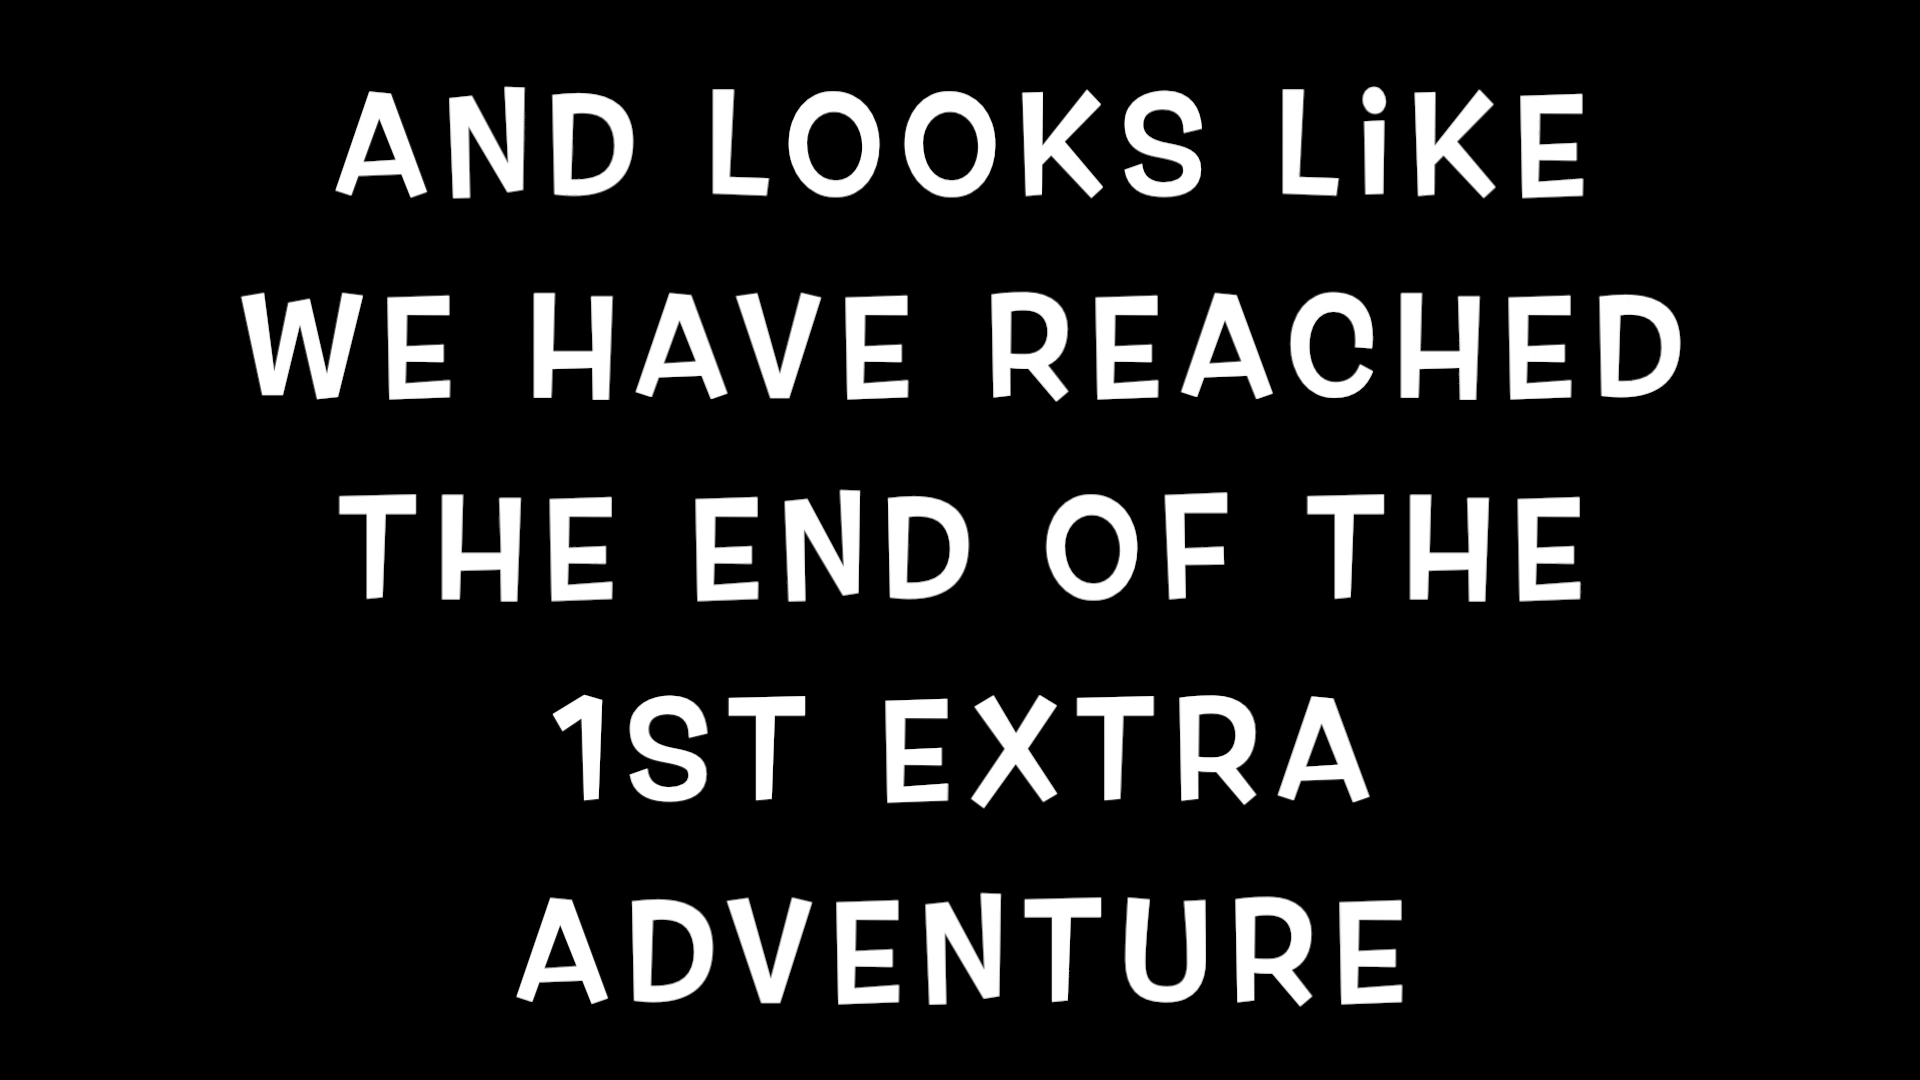 AND LOOKS LiKE
WE HAVE REACHED
THE END OF THE
1ST EXTRA
ADVENTURE